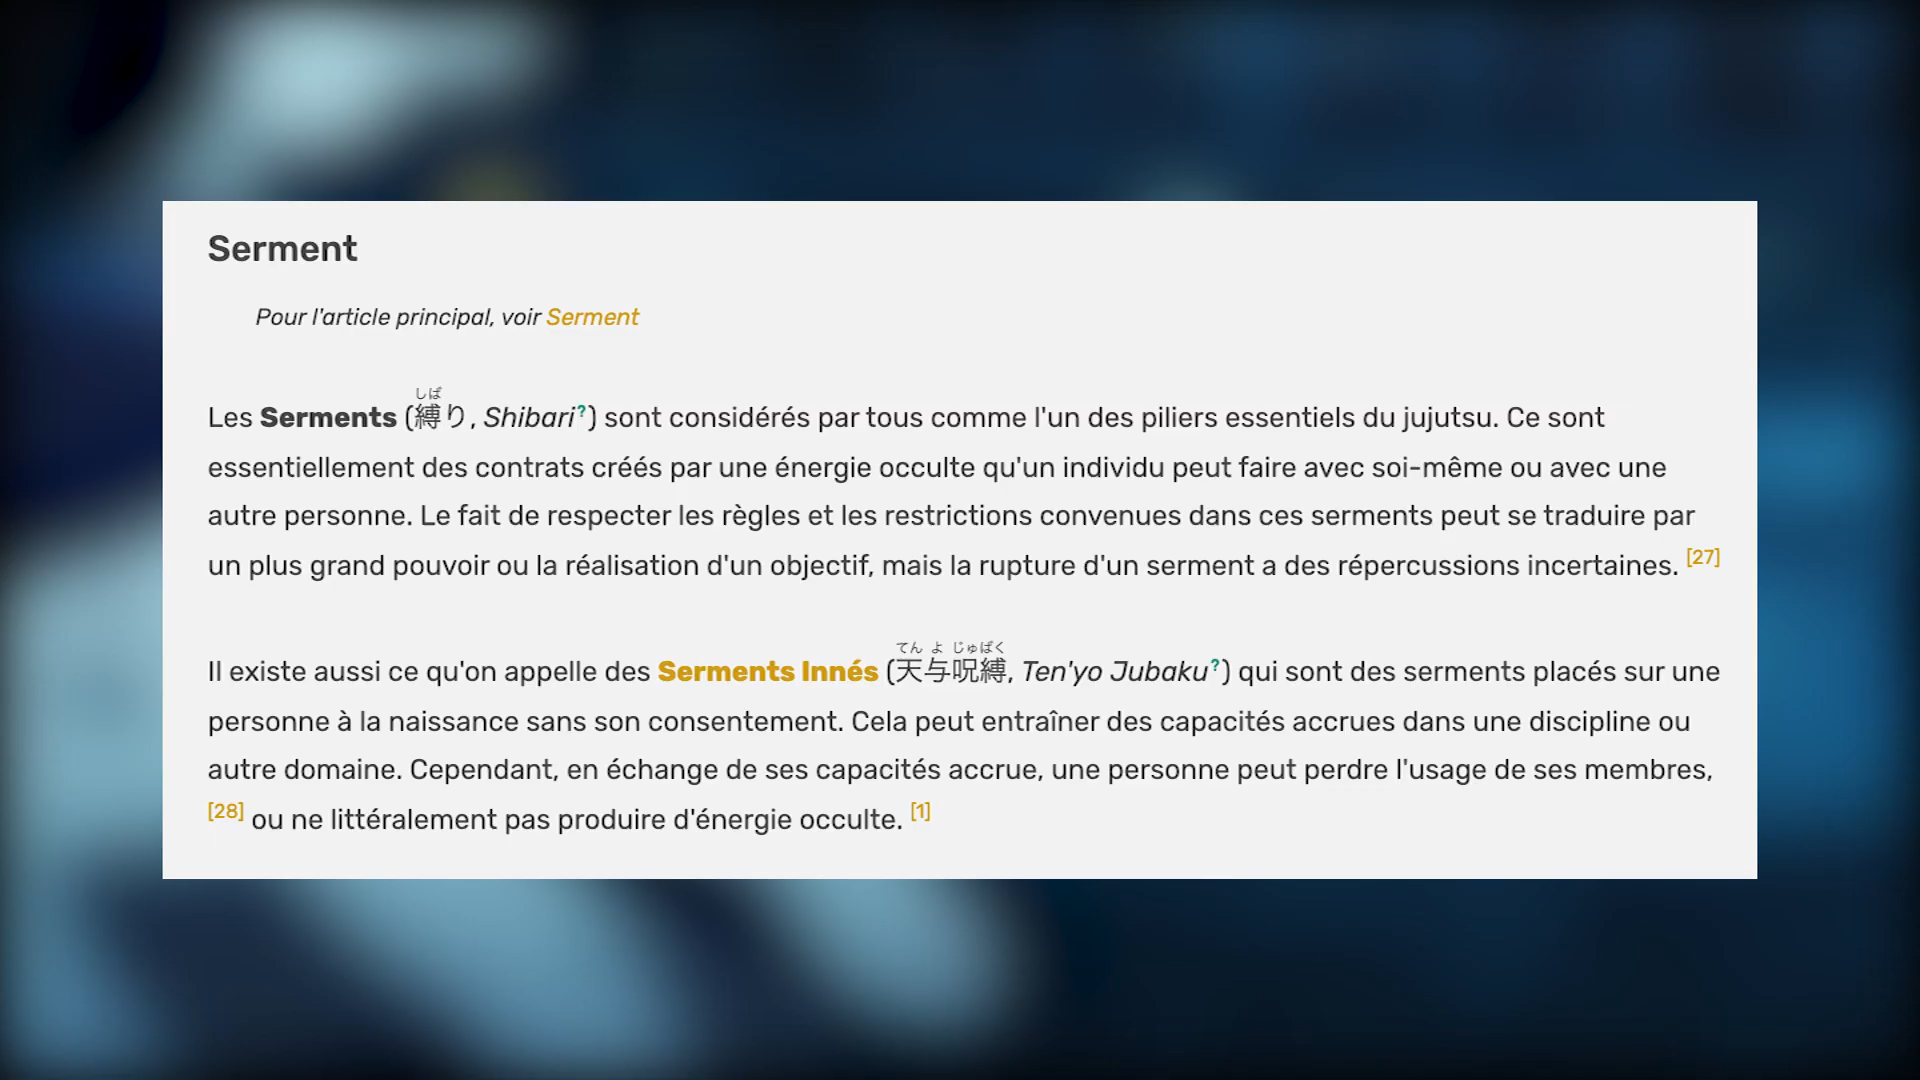 Serment
Pour l'article principal, voir Serment
しば
Les Serments (縛り, Shibari?) sont considérés par tous comme l'un des piliers essentiels du jujutsu. Ce sont
essentiellement des contrats créés par une énergie occulte qu'un individu peut faire avec soi-même ou avec une
autre personne. Le fait de respecter les règles et les restrictions convenues dans ces serments peut se traduire par
un plus grand pouvoir ou la réalisation d'un objectif, mais la rupture d'un serment a des répercussions incertaines. [27]
てん よ じゅばく
Il existe aussi ce qu'on appelle des Serments Innés (天与呪縛, Ten'yo Jubaku?) qui sont des serments placés sur une
personne à la naissance sans son consentement. Cela peut entraîner des capacités accrues dans une discipline ou
autre domaine. Cependant, en échange de ses capacités accrue, une personne peut perdre l'usage de ses membres,
[28] ou ne littéralement pas produire d'énergie occulte. [1]